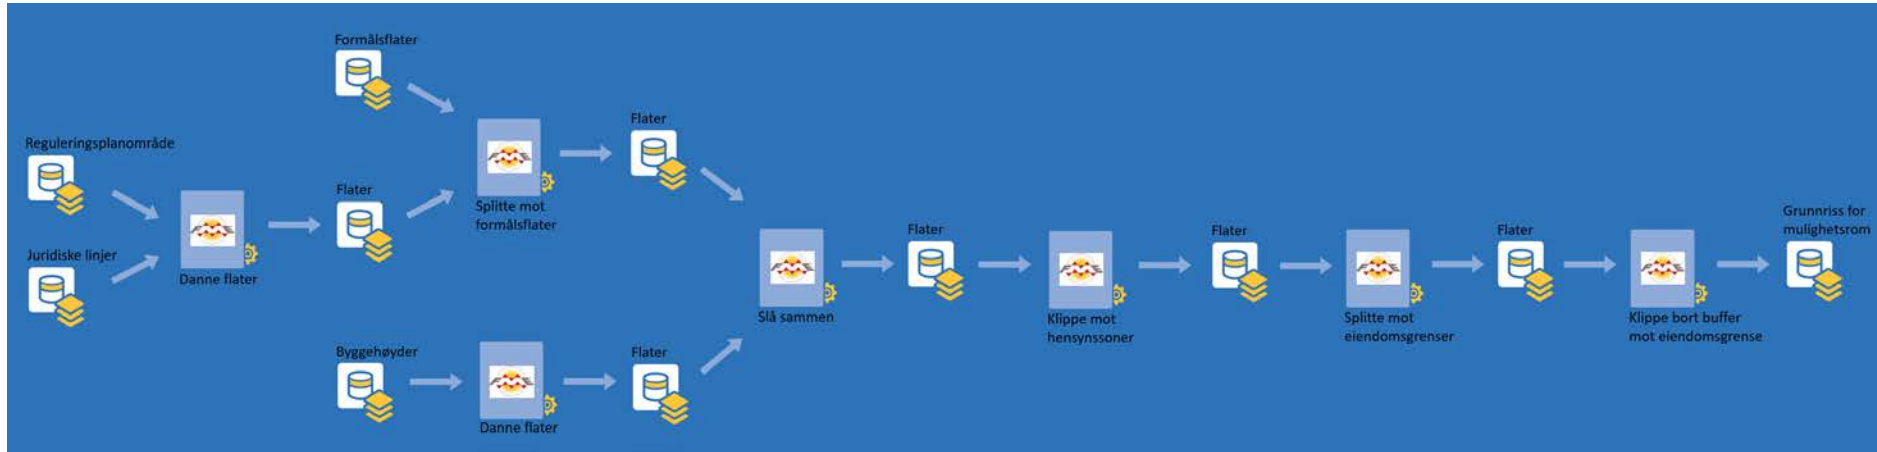 Reguleringsplanområde
Juridiske linjer
Danne flater
Formålsflater
Flater
Splitte mot
formålsflater
Flater
Byggehøyder
Danne flater
Flater
Slå sammen
Flater
Klippe mot
hensynssoner
Flater
Splitte mot
eiendomsgrenser
Flater
Klippe bort buffer
mot eiendomsgrense
Grunnriss for
mulighetsrom